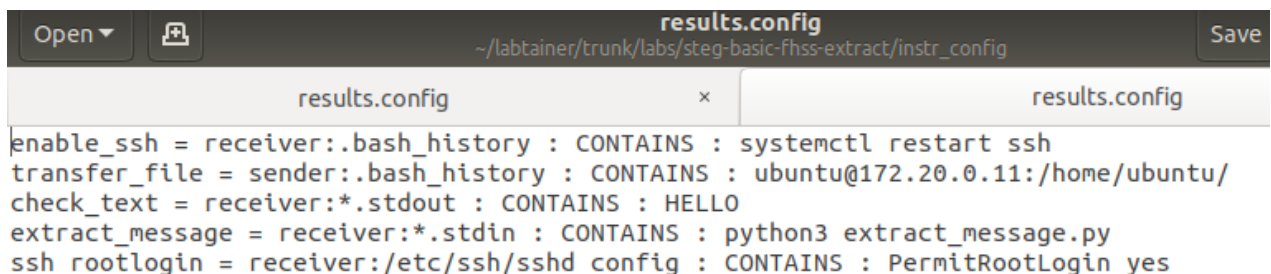 Open
results.config
~/labtainer/trunk/labs/steg-basic-fhss-extract/instr_config
Save
results.config × results.config
enable_ssh = receiver:.bash_history : CONTAINS : systemctl restart ssh
transfer_file = sender:.bash_history : CONTAINS : ubuntu@172.20.0.11:/home/ubuntu/
check_text = receiver:*.stdout : CONTAINS : HELLO
extract_message = receiver:*.stdin : CONTAINS : python3 extract_message.py
ssh_rootlogin = receiver:/etc/ssh/sshd_config : CONTAINS : PermitRootLogin yes